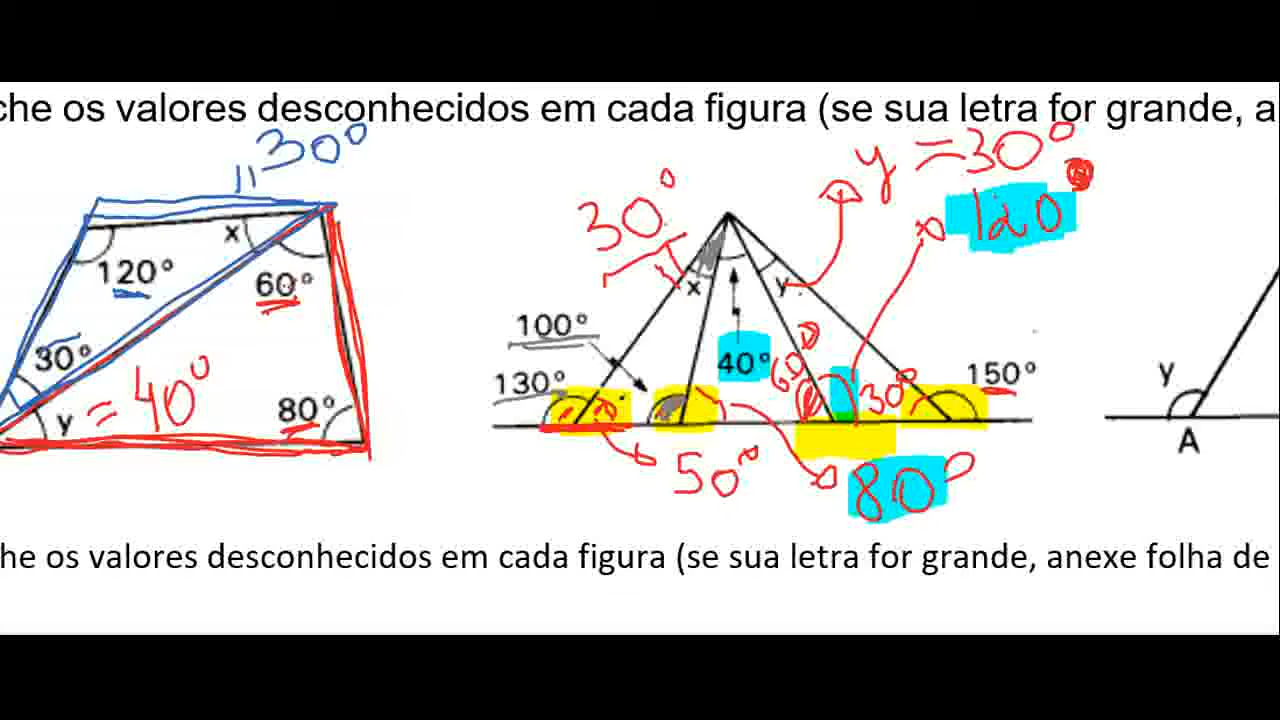 che os valores desconhecidos em cada figura (se sua letra for grande, a
30°
x
120°
60°
30°
y = 40°
80°
30°
y = 30°
120
x
y
100°
130°
40°
60°
30°
150°
50°
80°
y
A
he os valores desconhecidos em cada figura (se sua letra for grande, anexe folha de